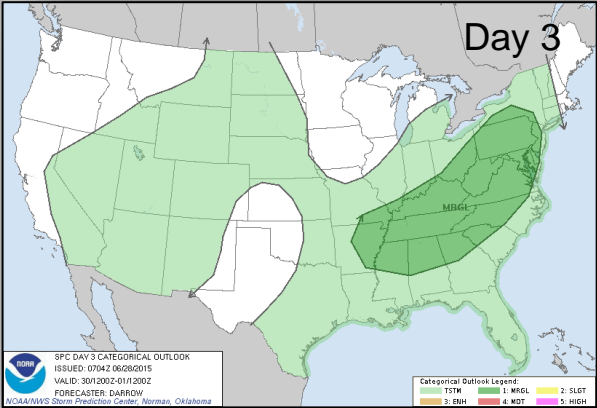 Day 3
MRGL
NOAA
SPC DAY 3 CATEGORICAL OUTLOOK
ISSUED: 0704Z 06/28/2015
VALID: 30/1200Z-01/1200Z
FORECASTER: DARROW
NOAA/NWS Storm Prediction Center, Norman, Oklahoma
Categorical Outlook Legend:
TSTM 1: MRGL 2: SLGT
3: ENH 4: MDT 5: HIGH